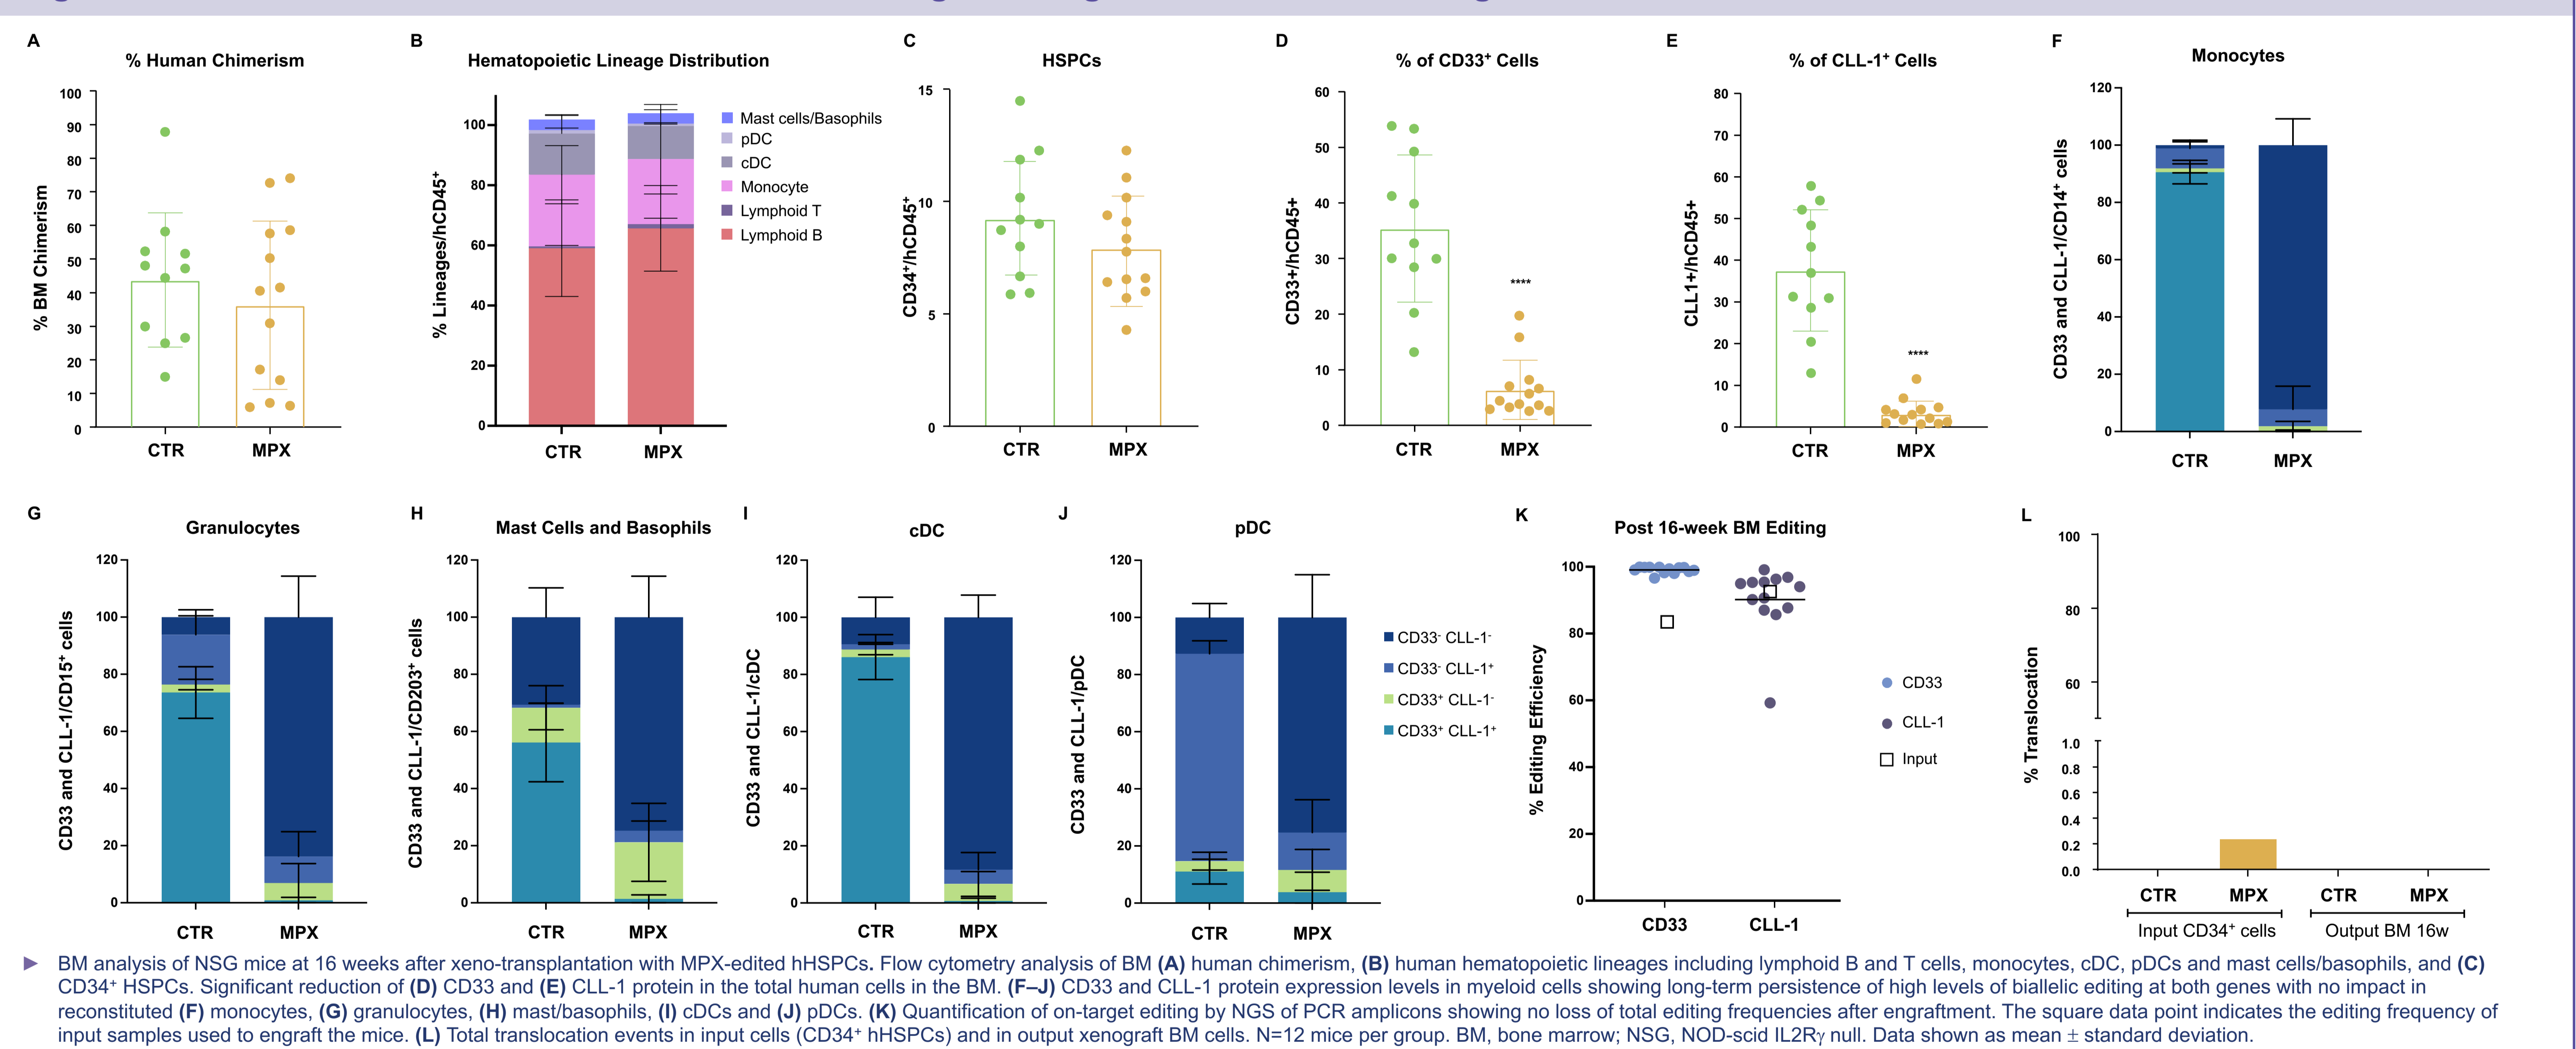 A
% Human Chimerism
% BM Chimerism
100
90
80
70
60
50
40
30
20
10
0
CTR
MPX
B
Hematopoietic Lineage Distribution
% Lineages/hCD45⁺
100
80
60
40
20
0
CTR
MPX
Mast cells/Basophils
pDC
cDC
Monocyte
Lymphoid T
Lymphoid B
C
HSPCs
CD34⁺/hCD45⁺
15
10
5
0
CTR
MPX
D
% of CD33⁺ Cells
CD33+/hCD45+
60
50
40
30
20
10
0
****
CTR
MPX
E
% of CLL-1⁺ Cells
CLL1+/hCD45+
80
70
60
50
40
30
20
10
0
****
CTR
MPX
F
Monocytes
CD33 and CLL-1/CD14⁺ cells
120
100
80
60
40
20
0
CTR
MPX
G
Granulocytes
CD33 and CLL-1/CD15⁺ cells
120
100
80
60
40
20
0
CTR
MPX
H
Mast Cells and Basophils
CD33 and CLL-1/CD203⁺ cells
120
100
80
60
40
20
0
CTR
MPX
I
cDC
CD33 and CLL-1/cDC
120
100
80
60
40
20
0
CTR
MPX
J
pDC
CD33 and CLL-1/pDC
120
100
80
60
40
20
0
CTR
MPX
CD33⁻ CLL-1⁻
CD33⁻ CLL-1⁺
CD33⁺ CLL-1⁻
CD33⁺ CLL-1⁺
K
Post 16-week BM Editing
% Editing Efficiency
100
80
60
40
20
0
CD33
CLL-1
CD33
CLL-1
Input
L
% Translocation
100
80
60
1.0
0.8
0.6
0.4
0.2
0.0
CTR
MPX
CTR
MPX
Input CD34⁺ cells
Output BM 16w
► BM analysis of NSG mice at 16 weeks after xeno-transplantation with MPX-edited hHSPCs. Flow cytometry analysis of BM (A) human chimerism, (B) human hematopoietic lineages including lymphoid B and T cells, monocytes, cDC, pDCs and mast cells/basophils, and (C)
CD34⁺ HSPCs. Significant reduction of (D) CD33 and (E) CLL-1 protein in the total human cells in the BM. (F–J) CD33 and CLL-1 protein expression levels in myeloid cells showing long-term persistence of high levels of biallelic editing at both genes with no impact in
reconstituted (F) monocytes, (G) granulocytes, (H) mast/basophils, (I) cDCs and (J) pDCs. (K) Quantification of on-target editing by NGS of PCR amplicons showing no loss of total editing frequencies after engraftment. The square data point indicates the editing frequency of
input samples used to engraft the mice. (L) Total translocation events in input cells (CD34⁺ hHSPCs) and in output xenograft BM cells. N=12 mice per group. BM, bone marrow; NSG, NOD-scid IL2Rγ null. Data shown as mean ± standard deviation.